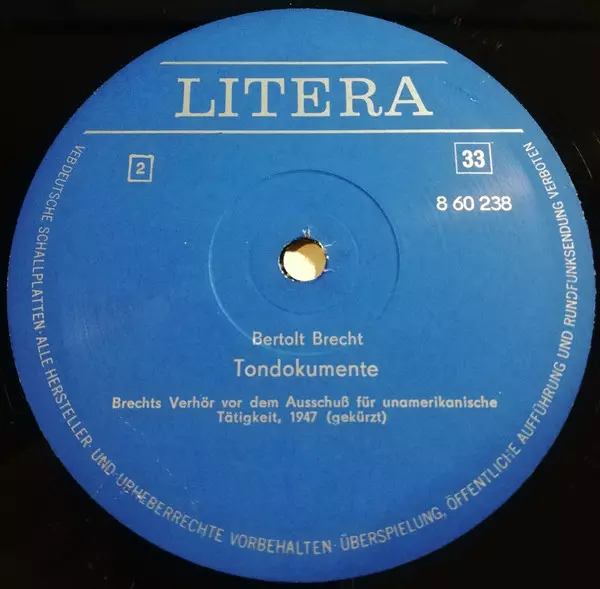 LITERA
2
33
8 60 238
Bertolt Brecht
Tondokumente
Brechts Verhör vor dem Ausschuß für unamerikanische
Tätigkeit, 1947 (gekürzt)
VEB DEUTSCHE SCHALLPLATTEN · ALLE HERSTELLER- UND URHEBERRECHTE VORBEHALTEN · ÜBERSPIELUNG, ÖFFENTLICHE AUFFÜHRUNG UND RUNDFUNKSENDUNG VERBOTEN